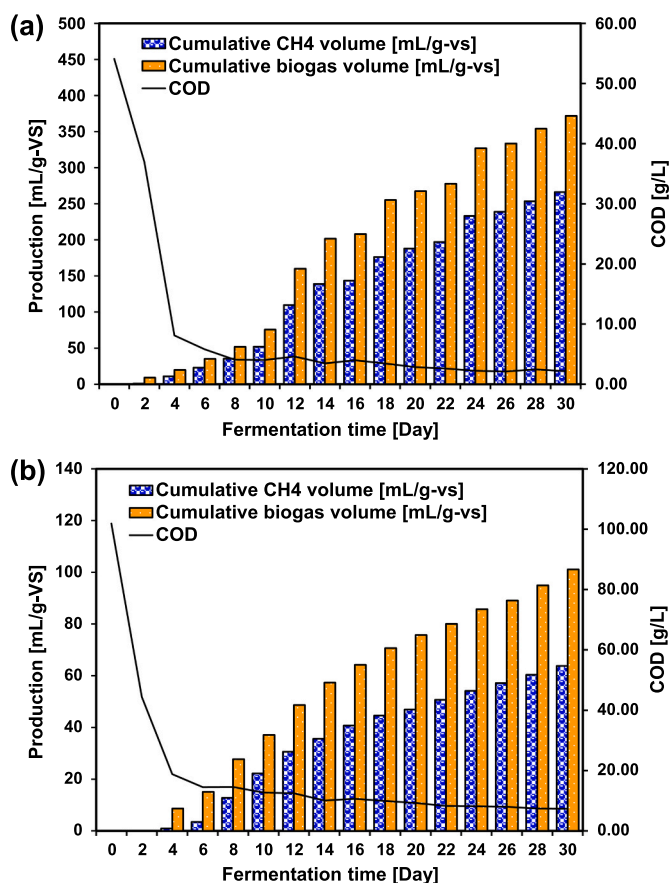 (a)
500
450
400
350
300
250
200
150
100
50
0
Production [mL/g-VS]
Cumulative CH4 volume [mL/g-vs]
Cumulative biogas volume [mL/g-vs]
COD
60.00
50.00
40.00
30.00
20.00
10.00
0.00
COD [g/L]
0 2 4 6 8 10 12 14 16 18 20 22 24 26 28 30
Fermentation time [Day]
(b)
140
120
100
80
60
40
20
0
Production [mL/g-VS]
Cumulative CH4 volume [mL/g-vs]
Cumulative biogas volume [mL/g-vs]
COD
120.00
100.00
80.00
60.00
40.00
20.00
0.00
COD [g/L]
0 2 4 6 8 10 12 14 16 18 20 22 24 26 28 30
Fermentation time [Day]